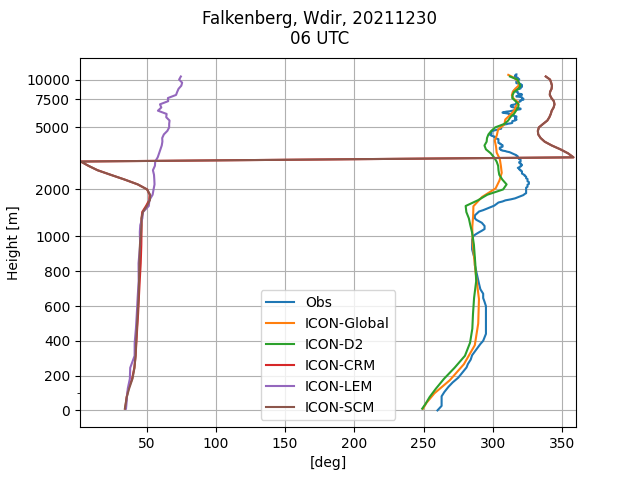 Falkenberg, Wdir, 20211230
06 UTC
10000
7500
5000
2000
1000
800
600
400
200
0
Height [m]
Obs
ICON-Global
ICON-D2
ICON-CRM
ICON-LEM
ICON-SCM
50 100 150 200 250 300 350
[deg]